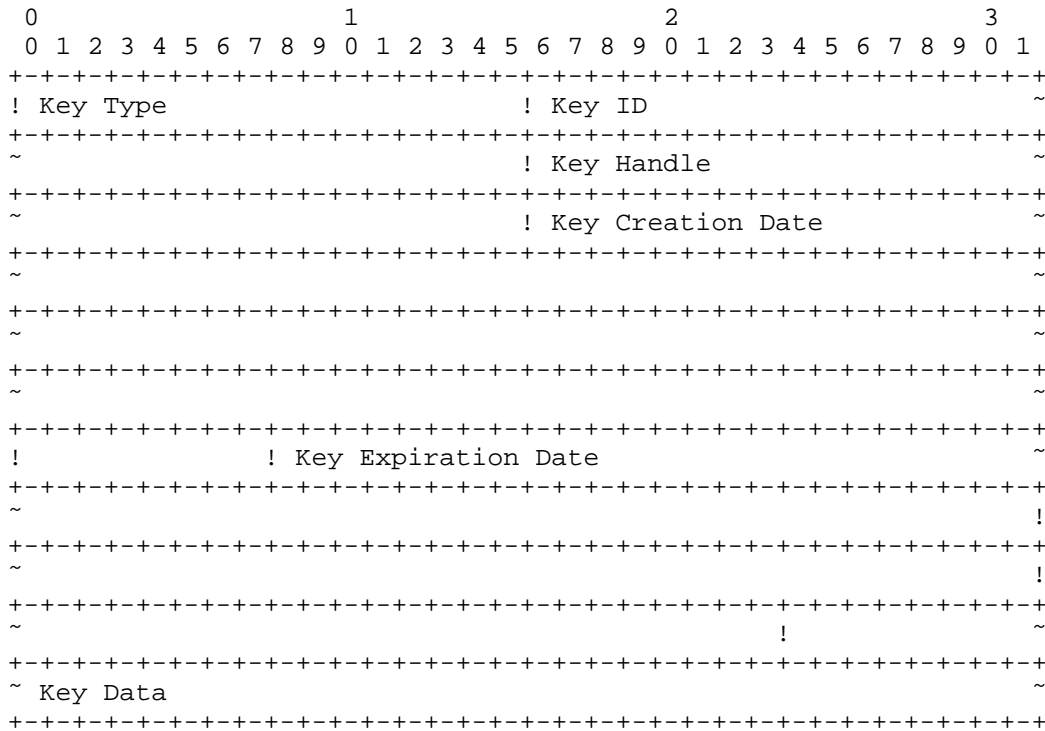 0                   1                   2                   3
 0 1 2 3 4 5 6 7 8 9 0 1 2 3 4 5 6 7 8 9 0 1 2 3 4 5 6 7 8 9 0 1
+-+-+-+-+-+-+-+-+-+-+-+-+-+-+-+-+-+-+-+-+-+-+-+-+-+-+-+-+-+-+-+-+
! Key Type                      ! Key ID                        ~
+-+-+-+-+-+-+-+-+-+-+-+-+-+-+-+-+-+-+-+-+-+-+-+-+-+-+-+-+-+-+-+-+
~                               ! Key Handle                    ~
+-+-+-+-+-+-+-+-+-+-+-+-+-+-+-+-+-+-+-+-+-+-+-+-+-+-+-+-+-+-+-+-+
~                               ! Key Creation Date             ~
+-+-+-+-+-+-+-+-+-+-+-+-+-+-+-+-+-+-+-+-+-+-+-+-+-+-+-+-+-+-+-+-+
~                                                               ~
+-+-+-+-+-+-+-+-+-+-+-+-+-+-+-+-+-+-+-+-+-+-+-+-+-+-+-+-+-+-+-+-+
~                                                               ~
+-+-+-+-+-+-+-+-+-+-+-+-+-+-+-+-+-+-+-+-+-+-+-+-+-+-+-+-+-+-+-+-+
~                                                               ~
+-+-+-+-+-+-+-+-+-+-+-+-+-+-+-+-+-+-+-+-+-+-+-+-+-+-+-+-+-+-+-+-+
!               ! Key Expiration Date                           ~
+-+-+-+-+-+-+-+-+-+-+-+-+-+-+-+-+-+-+-+-+-+-+-+-+-+-+-+-+-+-+-+-+
~                                                               !
+-+-+-+-+-+-+-+-+-+-+-+-+-+-+-+-+-+-+-+-+-+-+-+-+-+-+-+-+-+-+-+-+
~                                                               !
+-+-+-+-+-+-+-+-+-+-+-+-+-+-+-+-+-+-+-+-+-+-+-+-+-+-+-+-+-+-+-+-+
~                                               !               ~
+-+-+-+-+-+-+-+-+-+-+-+-+-+-+-+-+-+-+-+-+-+-+-+-+-+-+-+-+-+-+-+-+
~ Key Data                                                      ~
+-+-+-+-+-+-+-+-+-+-+-+-+-+-+-+-+-+-+-+-+-+-+-+-+-+-+-+-+-+-+-+-+